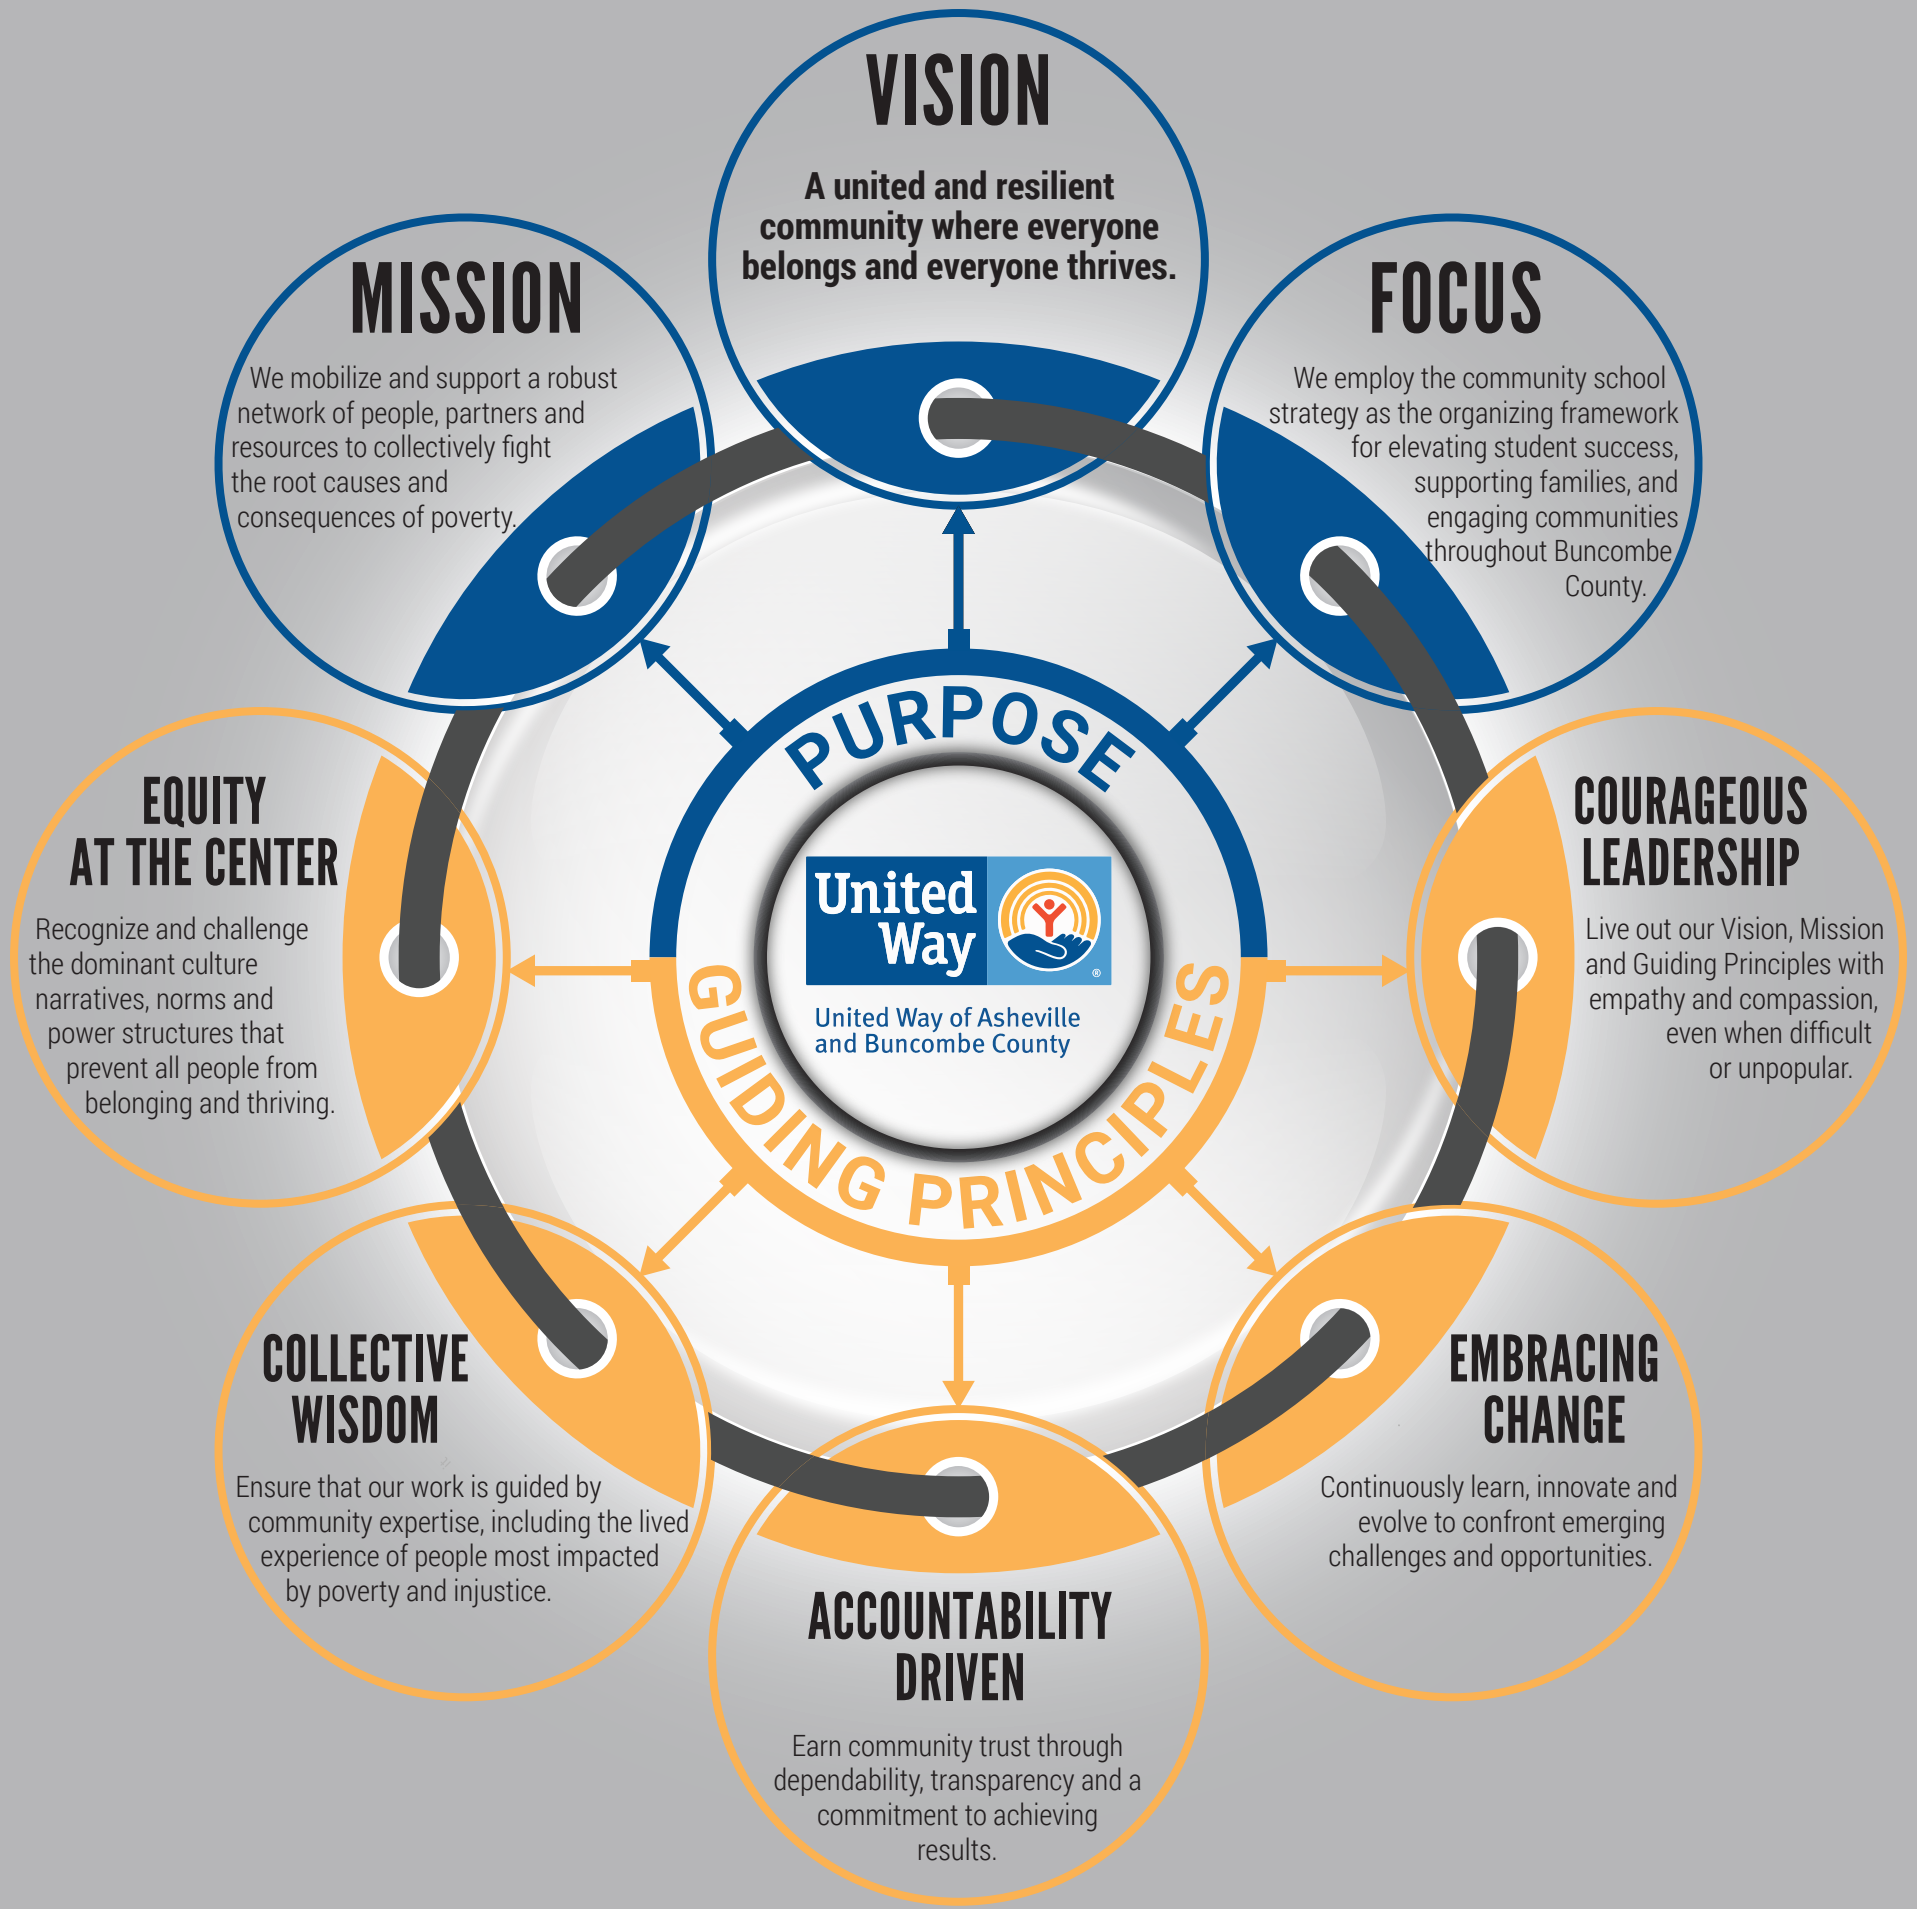 VISION
A united and resilient
community where everyone
belongs and everyone thrives.
MISSION
We mobilize and support a robust
network of people, partners and
resources to collectively fight
the root causes and
consequences of poverty.
FOCUS
We employ the community school
strategy as the organizing framework
for elevating student success,
supporting families, and
engaging communities
throughout Buncombe
County.
PURPOSE
United
Way
®
United Way of Asheville
and Buncombe County
GUIDING PRINCIPLES
EQUITY
AT THE CENTER
Recognize and challenge
the dominant culture
narratives, norms and
power structures that
prevent all people from
belonging and thriving.
COURAGEOUS
LEADERSHIP
Live out our Vision, Mission
and Guiding Principles with
empathy and compassion,
even when difficult
or unpopular.
COLLECTIVE
WISDOM
Ensure that our work is guided by
community expertise, including the lived
experience of people most impacted
by poverty and injustice.
EMBRACING
CHANGE
Continuously learn, innovate and
evolve to confront emerging
challenges and opportunities.
ACCOUNTABILITY
DRIVEN
Earn community trust through
dependability, transparency and a
commitment to achieving
results.